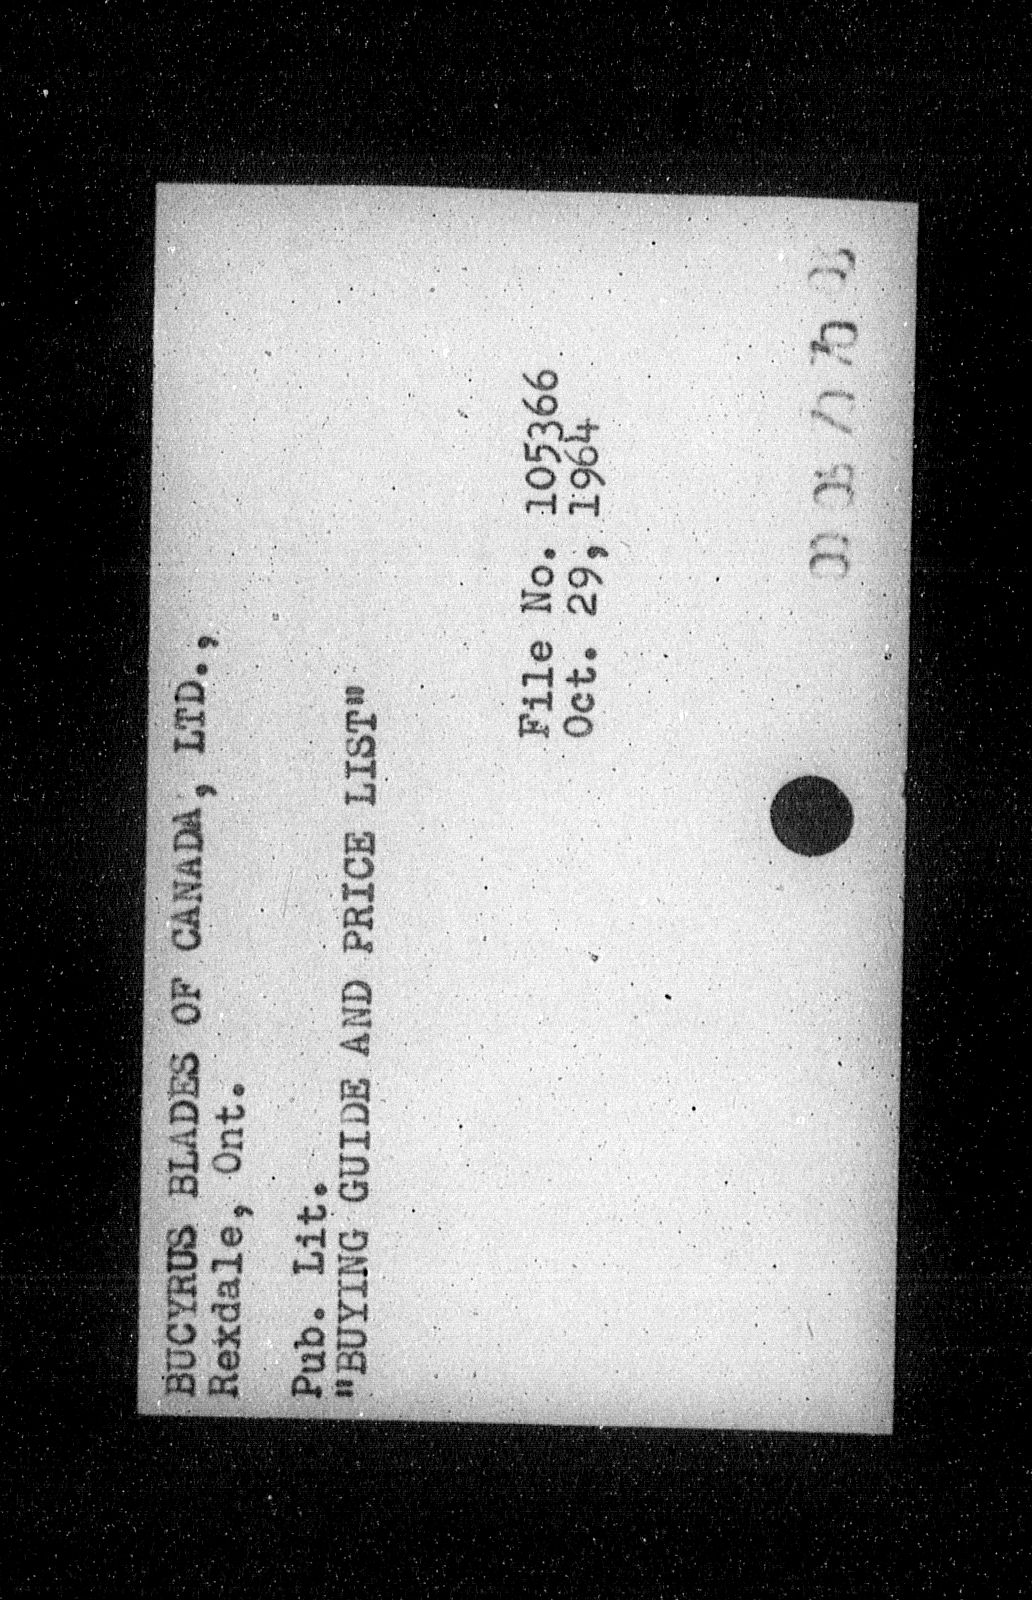 BUCYRUS BLADES OF CANADA, LTD.,
Rexdale, Ont.
Pub. Lit.
"BUYING GUIDE AND PRICE LIST"
File No. 105366
Oct. 29, 1964